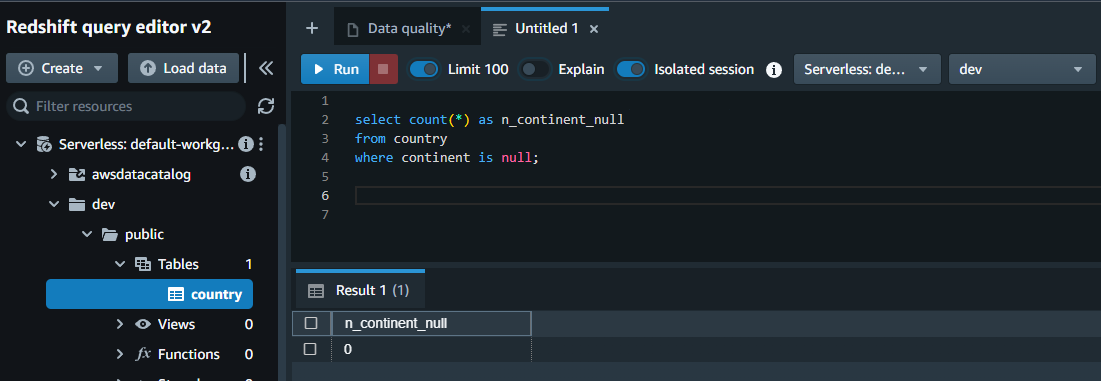 Redshift query editor v2
Create
Load data
Filter resources
Serverless: default-workg...
awsdatacatalog
dev
public
Tables 1
country
Views 0
fx Functions 0
Data quality*
Untitled 1
Run
Limit 100
Explain
Isolated session
Serverless: de...
dev
1
2 select count(*) as n_continent_null
3 from country
4 where continent is null;
5
6
7
Result 1 (1)
n_continent_null
0